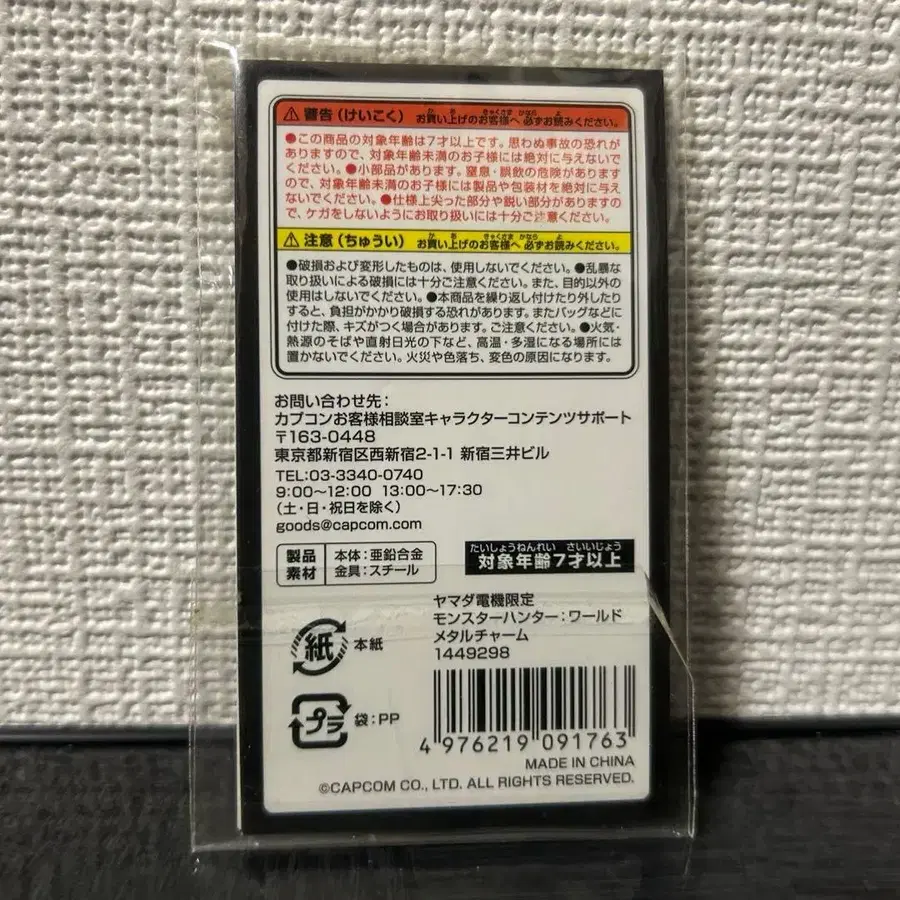 警告(けいこく) お買い上げのお客様へ 必ずお読みください。
●この商品の対象年齢は7才以上です。思わぬ事故の恐れが
ありますので、対象年齢未満のお子様には絶対に与えないで
ください。●小部品があります。窒息・誤飲の危険があります
ので、対象年齢未満のお子様には製品や包装材を絶対に与え
ないでください。●仕様上尖った部分や鋭い部分がありますの
で、ケガをしないようにお取り扱いには十分ご注意ください。
注意(ちゅうい) お買い上げのお客様へ 必ずお読みください。
●破損および変形したものは、使用しないでください。●乱暴な
取り扱いによる破損には十分ご注意ください。また、目的以外の
使用はしないでください。●本商品を繰り返し付けたり外したり
すると、負担がかかり破損する恐れがあります。またバッグなどに
付けた際、キズがつく場合があります。ご注意ください。●火気・
熱源のそばや直射日光の下など、高温・多湿になる場所には
置かないでください。火災や色落ち、変色の原因になります。
お問い合わせ先:
カプコンお客様相談室キャラクターコンテンツサポート
〒163-0448
東京都新宿区西新宿2-1-1 新宿三井ビル
TEL:03-3340-0740
9:00〜12:00 13:00〜17:30
(土・日・祝日を除く)
goods@capcom.com
製品素材
本体:亜鉛合金
金具:スチール
たいしょうねんれい さいいじょう
対象年齢7才以上
ヤマダ電機限定
モンスターハンター:ワールド
メタルチャーム
1449298
紙 本紙
プラ 袋:PP
4 976219 091763
MADE IN CHINA
©CAPCOM CO., LTD. ALL RIGHTS RESERVED.